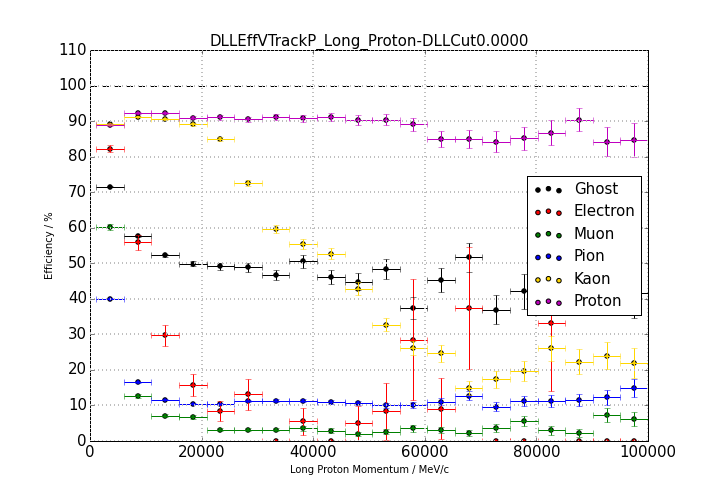 DLLEffVTrackP_Long_Proton-DLLCut0.0000
110
100
90
80
70
60
50
40
30
20
10
0
Efficiency / %
Ghost
Electron
Muon
Pion
Kaon
Proton
0 20000 40000 60000 80000 100000
Long Proton Momentum / MeV/c